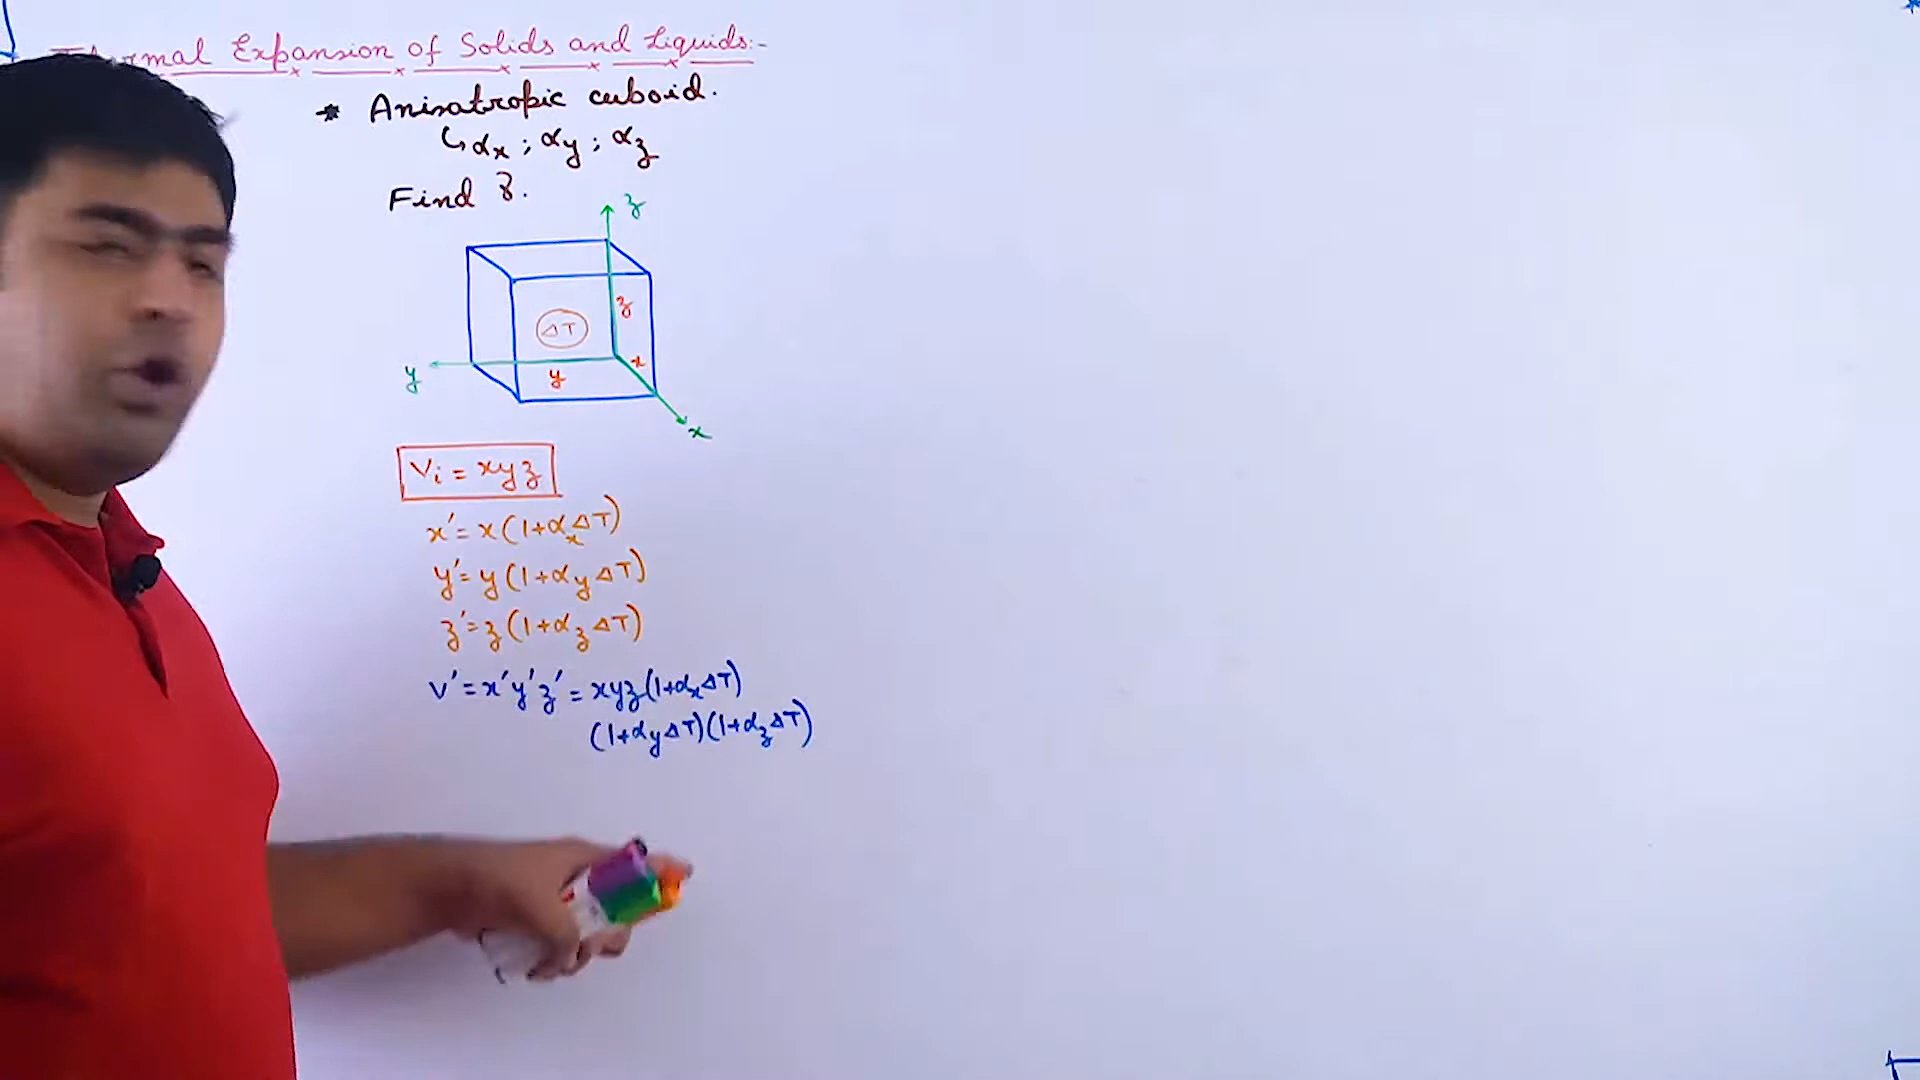 Thermal Expansion of Solids and Liquids:-
* Anisotropic cuboid.
↳ αx ; αy ; αz
Find γ.
z
z
ΔT
x
y
y
x
Vi = xyz
x′ = x(1+αxΔT)
y′ = y(1+αyΔT)
z′ = z(1+αzΔT)
V′ = x′y′z′ = xyz(1+αxΔT)
(1+αyΔT)(1+αzΔT)